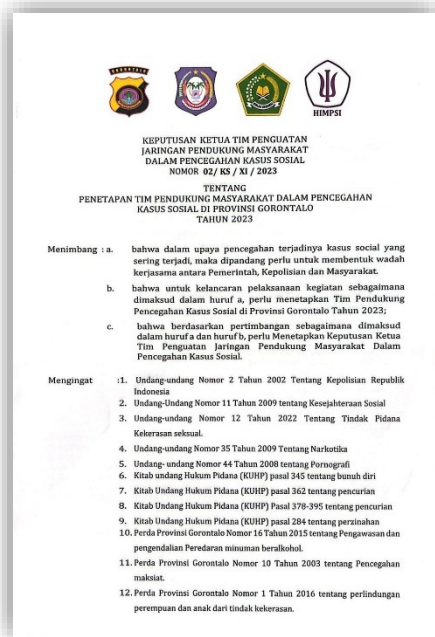 GORONTALO
HIMPSI
KEPUTUSAN KETUA TIM PENGUATAN
JARINGAN PENDUKUNG MASYARAKAT
DALAM PENCEGAHAN KASUS SOSIAL
NOMOR 02/ KS / XI / 2023
TENTANG
PENETAPAN TIM PENDUKUNG MASYARAKAT DALAM PENCEGAHAN
KASUS SOSIAL DI PROVINSI GORONTALO
TAHUN 2023
Menimbang : a. bahwa dalam upaya pencegahan terjadinya kasus social yang
sering terjadi, maka dipandang perlu untuk membentuk wadah
kerjasama antara Pemerintah, Kepolisian dan Masyarakat.
b. bahwa untuk kelancaran pelaksanaan kegiatan sebagaimana
dimaksud dalam huruf a, perlu menetapkan Tim Pendukung
Pencegahan Kasus Sosial di Provinsi Gorontalo Tahun 2023;
c. bahwa berdasarkan pertimbangan sebagaimana dimaksud
dalam huruf a dan huruf b, perlu Menetapkan Keputusan Ketua
Tim Penguatan Jaringan Pendukung Masyarakat Dalam
Pencegahan Kasus Sosial.
Mengingat :1. Undang-undang Nomor 2 Tahun 2002 Tentang Kepolisian Republik
Indonesia
2. Undang-Undang Nomor 11 Tahun 2009 tentang Kesejahteraan Sosial
3. Undang-undang Nomor 12 Tahun 2022 Tentang Tindak Pidana
Kekerasan seksual.
4. Undang-undang Nomor 35 Tahun 2009 Tentang Narkotika
5. Undang- undang Nomor 44 Tahun 2008 tentang Pornografi
6. Kitab undang Hukum Pidana (KUHP) pasal 345 tentang bunuh diri
7. Kitab Undang Hukum Pidana (KUHP) pasal 362 tentang pencurian
8. Kitab Undang Hukum Pidana (KUHP) Pasal 378-395 tentang pencurian
9. Kitab Undang Hukum Pidana (KUHP) pasal 284 tentang perzinahan
10. Perda Provinsi Gorontalo Nomor 16 Tahun 2015 tentang Pengawasan dan
pengendalian Peredaran minuman beralkohol.
11. Perda Provinsi Gorontalo Nomor 10 Tahun 2003 tentang Pencegahan
maksiat.
12. Perda Provinsi Gorontalo Nomor 1 Tahun 2016 tentang perlindungan
perempuan dan anak dari tindak kekerasan.